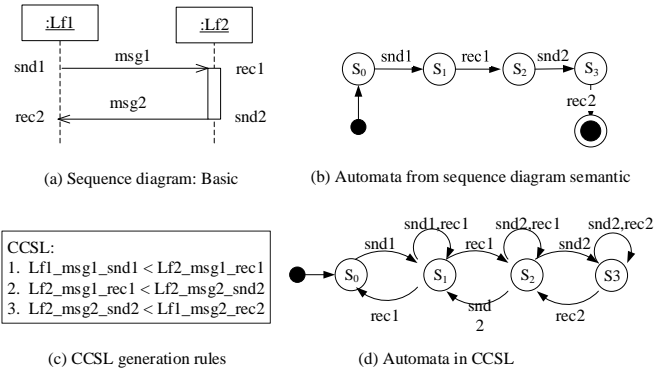 :Lf1
:Lf2
msg1
snd1
rec1
msg2
rec2
snd2
(a) Sequence diagram: Basic
snd1
rec1
snd2
S0
S1
S2
S3
rec2
(b) Automata from sequence diagram semantic
CCSL:
1. Lf1_msg1_snd1 < Lf2_msg1_rec1
2. Lf2_msg1_rec1 < Lf2_msg2_snd2
3. Lf2_msg2_snd2 < Lf1_msg2_rec2
(c) CCSL generation rules
snd1,rec1
snd2,rec1
snd2,rec2
snd1
rec1
snd2
S0
S1
S2
S3
rec1
snd
2
rec2
(d) Automata in CCSL